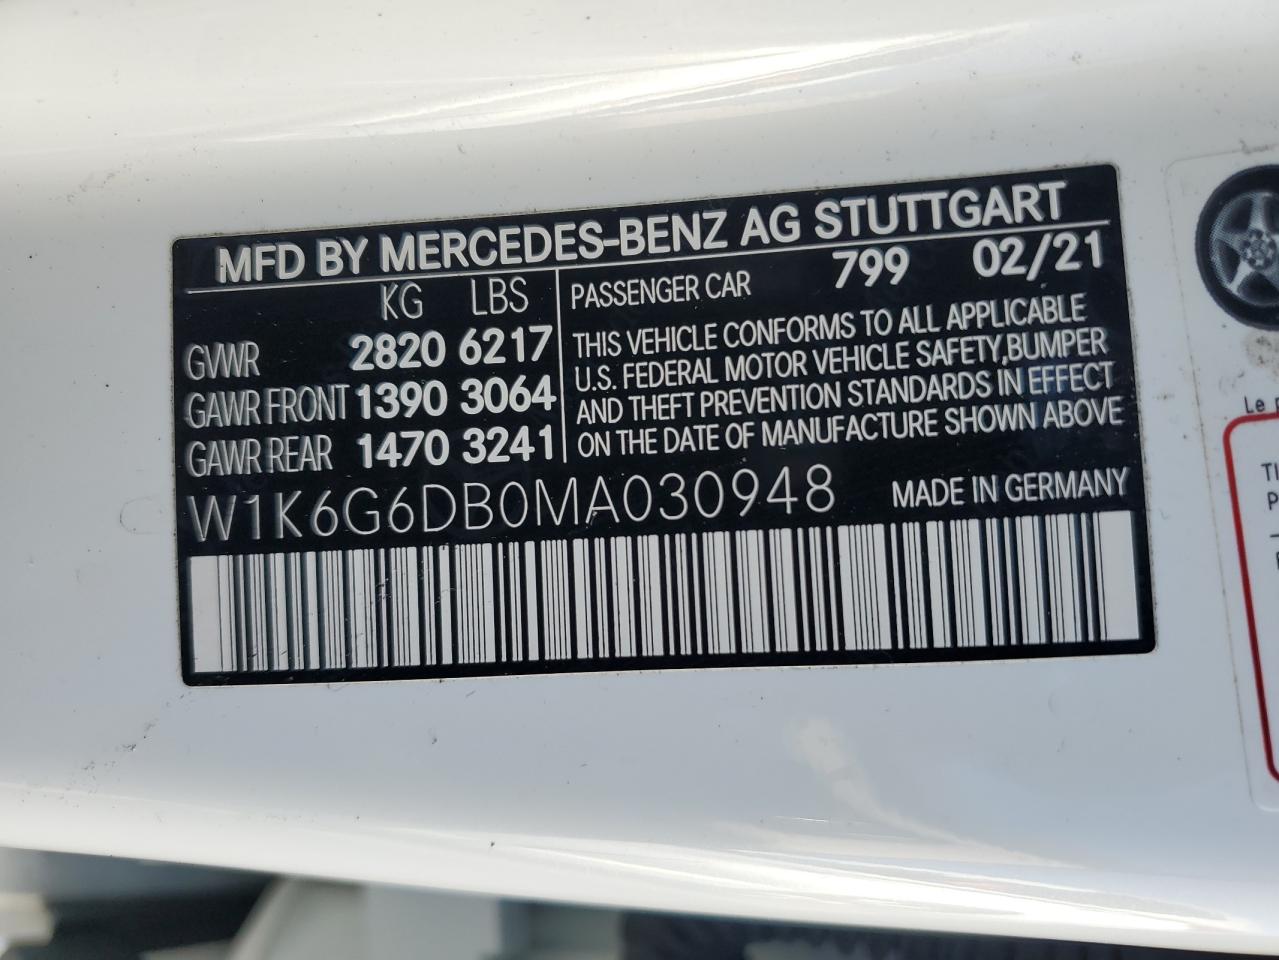 MFD BY MERCEDES-BENZ AG STUTTGART
KG LBS
GVWR 2820 6217
GAWR FRONT 1390 3064
GAWR REAR 1470 3241
PASSENGER CAR 799 02/21
THIS VEHICLE CONFORMS TO ALL APPLICABLE
U.S. FEDERAL MOTOR VEHICLE SAFETY,BUMPER
AND THEFT PREVENTION STANDARDS IN EFFECT
ON THE DATE OF MANUFACTURE SHOWN ABOVE
W1K6G6DB0MA030948 MADE IN GERMANY
Le